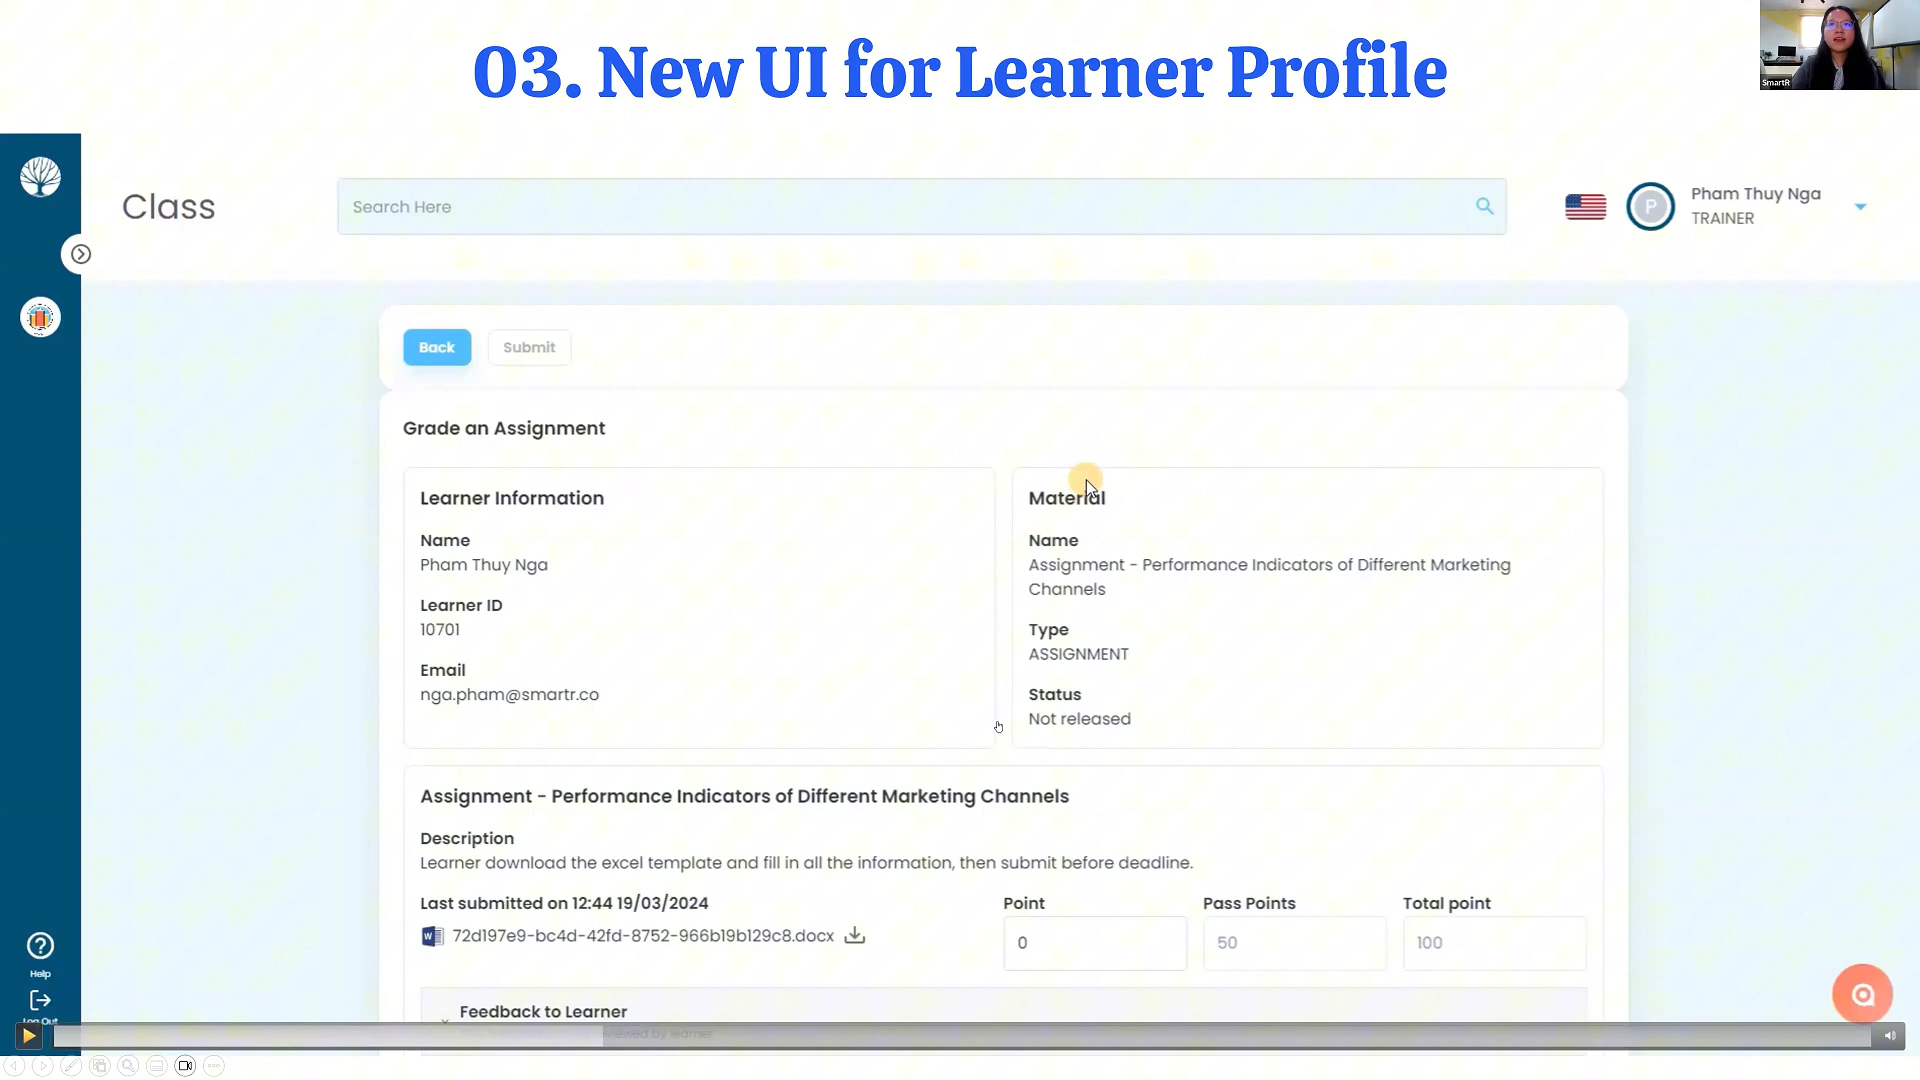 03. New UI for Learner Profile
SmartR
Class
Search Here
P
Pham Thuy Nga
TRAINER
Back
Submit
Grade an Assignment
Learner Information
Name
Pham Thuy Nga
Learner ID
10701
Email
nga.pham@smartr.co
Material
Name
Assignment - Performance Indicators of Different Marketing
Channels
Type
ASSIGNMENT
Status
Not released
Assignment - Performance Indicators of Different Marketing Channels
Description
Learner download the excel template and fill in all the information, then submit before deadline.
Last submitted on 12:44 19/03/2024
72d197e9-bc4d-42fd-8752-966b19b129c8.docx
Point
0
Pass Points
50
Total point
100
Feedback to Learner
by learner
Help
Log Out